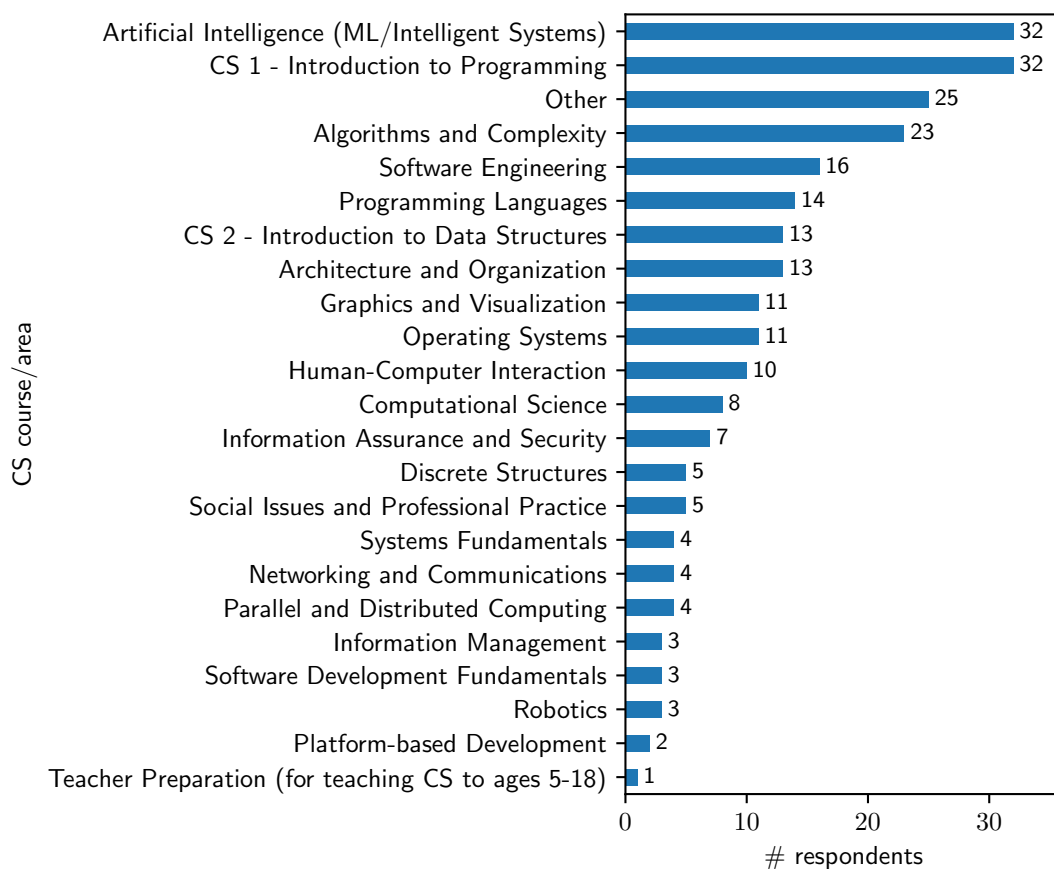 Artificial Intelligence (ML/Intelligent Systems) 32
CS 1 - Introduction to Programming 32
Other 25
Algorithms and Complexity 23
Software Engineering 16
Programming Languages 14
CS 2 - Introduction to Data Structures 13
Architecture and Organization 13
Graphics and Visualization 11
Operating Systems 11
Human-Computer Interaction 10
Computational Science 8
Information Assurance and Security 7
Discrete Structures 5
Social Issues and Professional Practice 5
Systems Fundamentals 4
Networking and Communications 4
Parallel and Distributed Computing 4
Information Management 3
Software Development Fundamentals 3
Robotics 3
Platform-based Development 2
Teacher Preparation (for teaching CS to ages 5-18) 1
0 10 20 30
# respondents
CS course/area